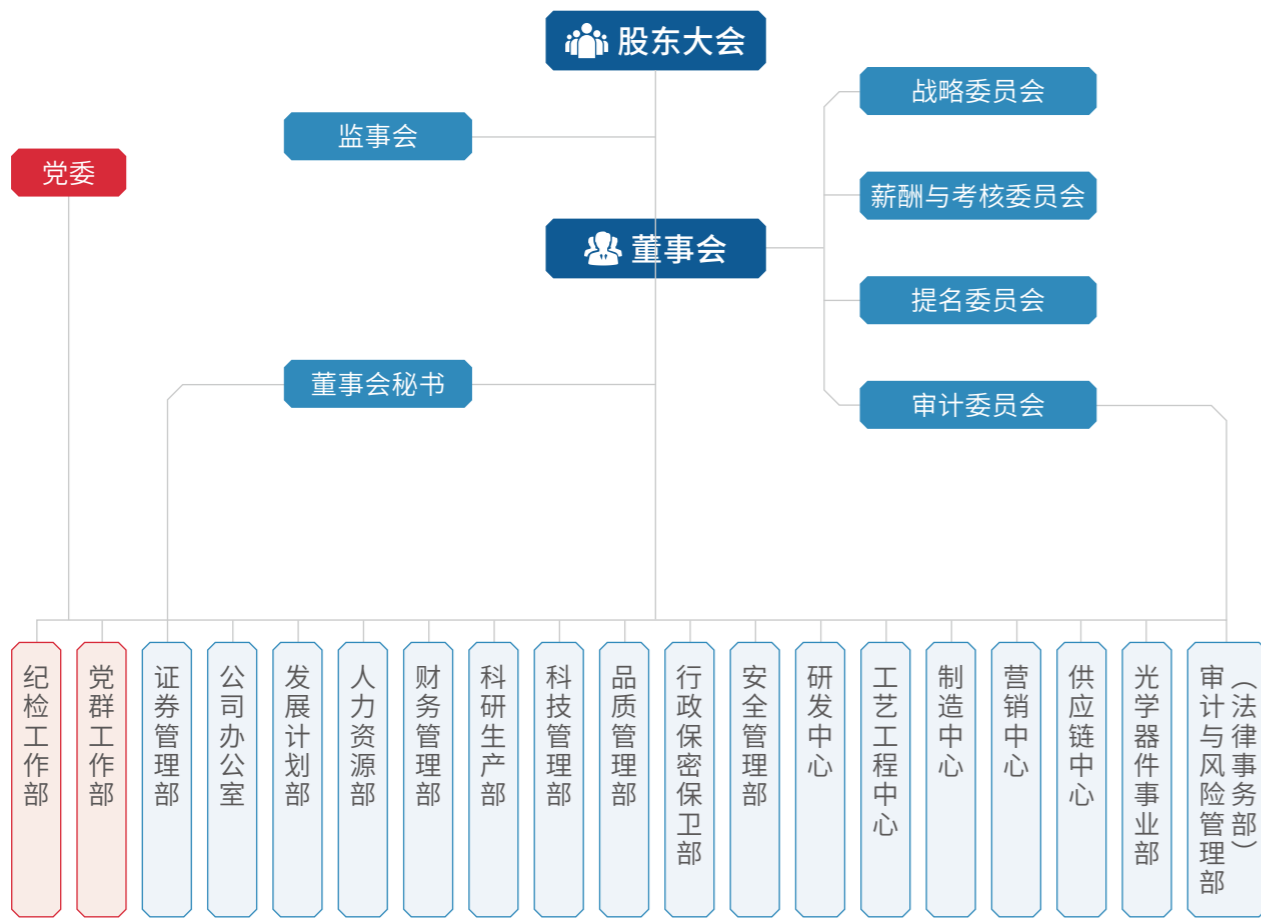 股东大会
战略委员会
监事会
党委
薪酬与考核委员会
董事会
提名委员会
董事会秘书
审计委员会
纪检工作部
党群工作部
证券管理部
公司办公室
发展计划部
人力资源部
财务管理部
科研生产部
科技管理部
品质管理部
行政保密保卫部
安全管理部
研发中心
工艺工程中心
制造中心
营销中心
供应链中心
光学器件事业部
审计与风险管理部
（法律事务部）